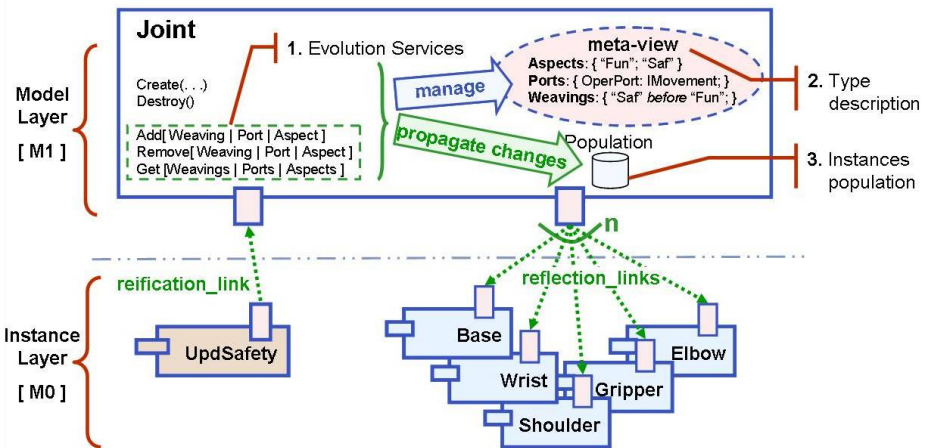 Joint
1. Evolution Services
Create(. . .)
Destroy()
Add[ Weaving | Port | Aspect ]
Remove[ Weaving | Port | Aspect ]
Get [Weavings | Ports | Aspects ]
manage
propagate changes
meta-view
Aspects: { “Fun”; “Saf” }
Ports: { OperPort: IMovement; }
Weavings: { “Saf” before “Fun”; }
Population
2. Type
description
3. Instances
population
Model
Layer
[ M1 ]
n
reification_link
reflection_links
Instance
Layer
[ M0 ]
UpdSafety
Base
Wrist
Shoulder
Gripper
Elbow